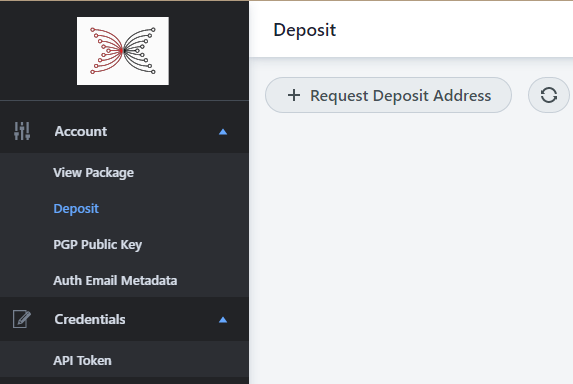 Deposit
+ Request Deposit Address
Account
View Package
Deposit
PGP Public Key
Auth Email Metadata
Credentials
API Token